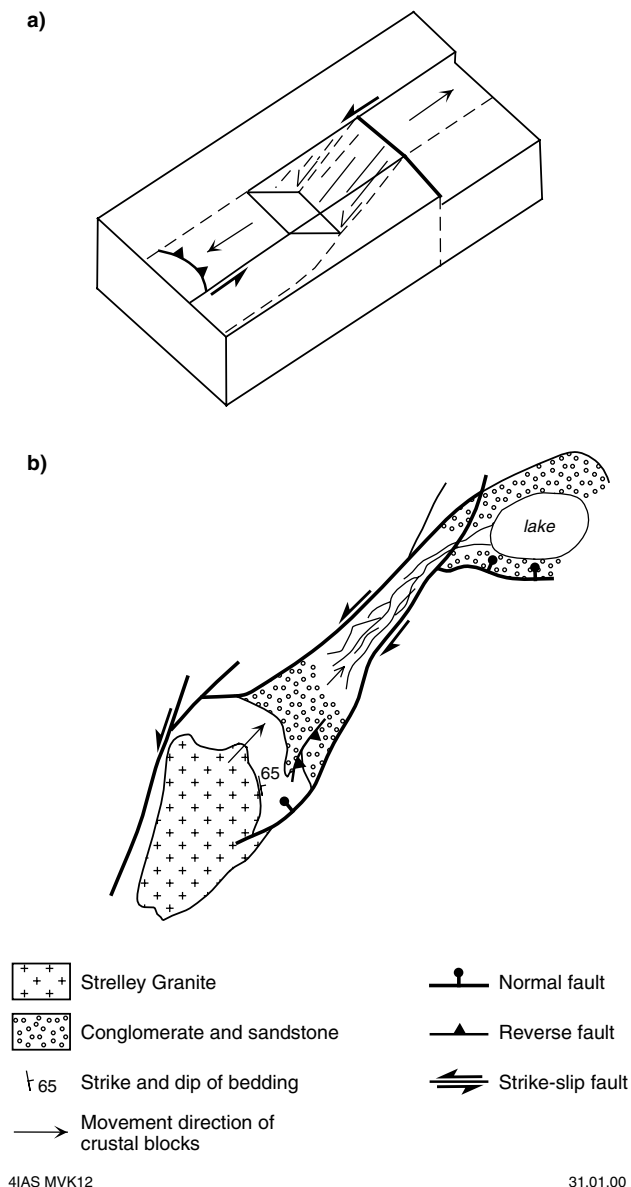 a)
b)
lake
65
Strelley Granite
Normal fault
Conglomerate and sandstone
Reverse fault
65 Strike and dip of bedding
Strike-slip fault
Movement direction of
crustal blocks
4IAS MVK12
31.01.00